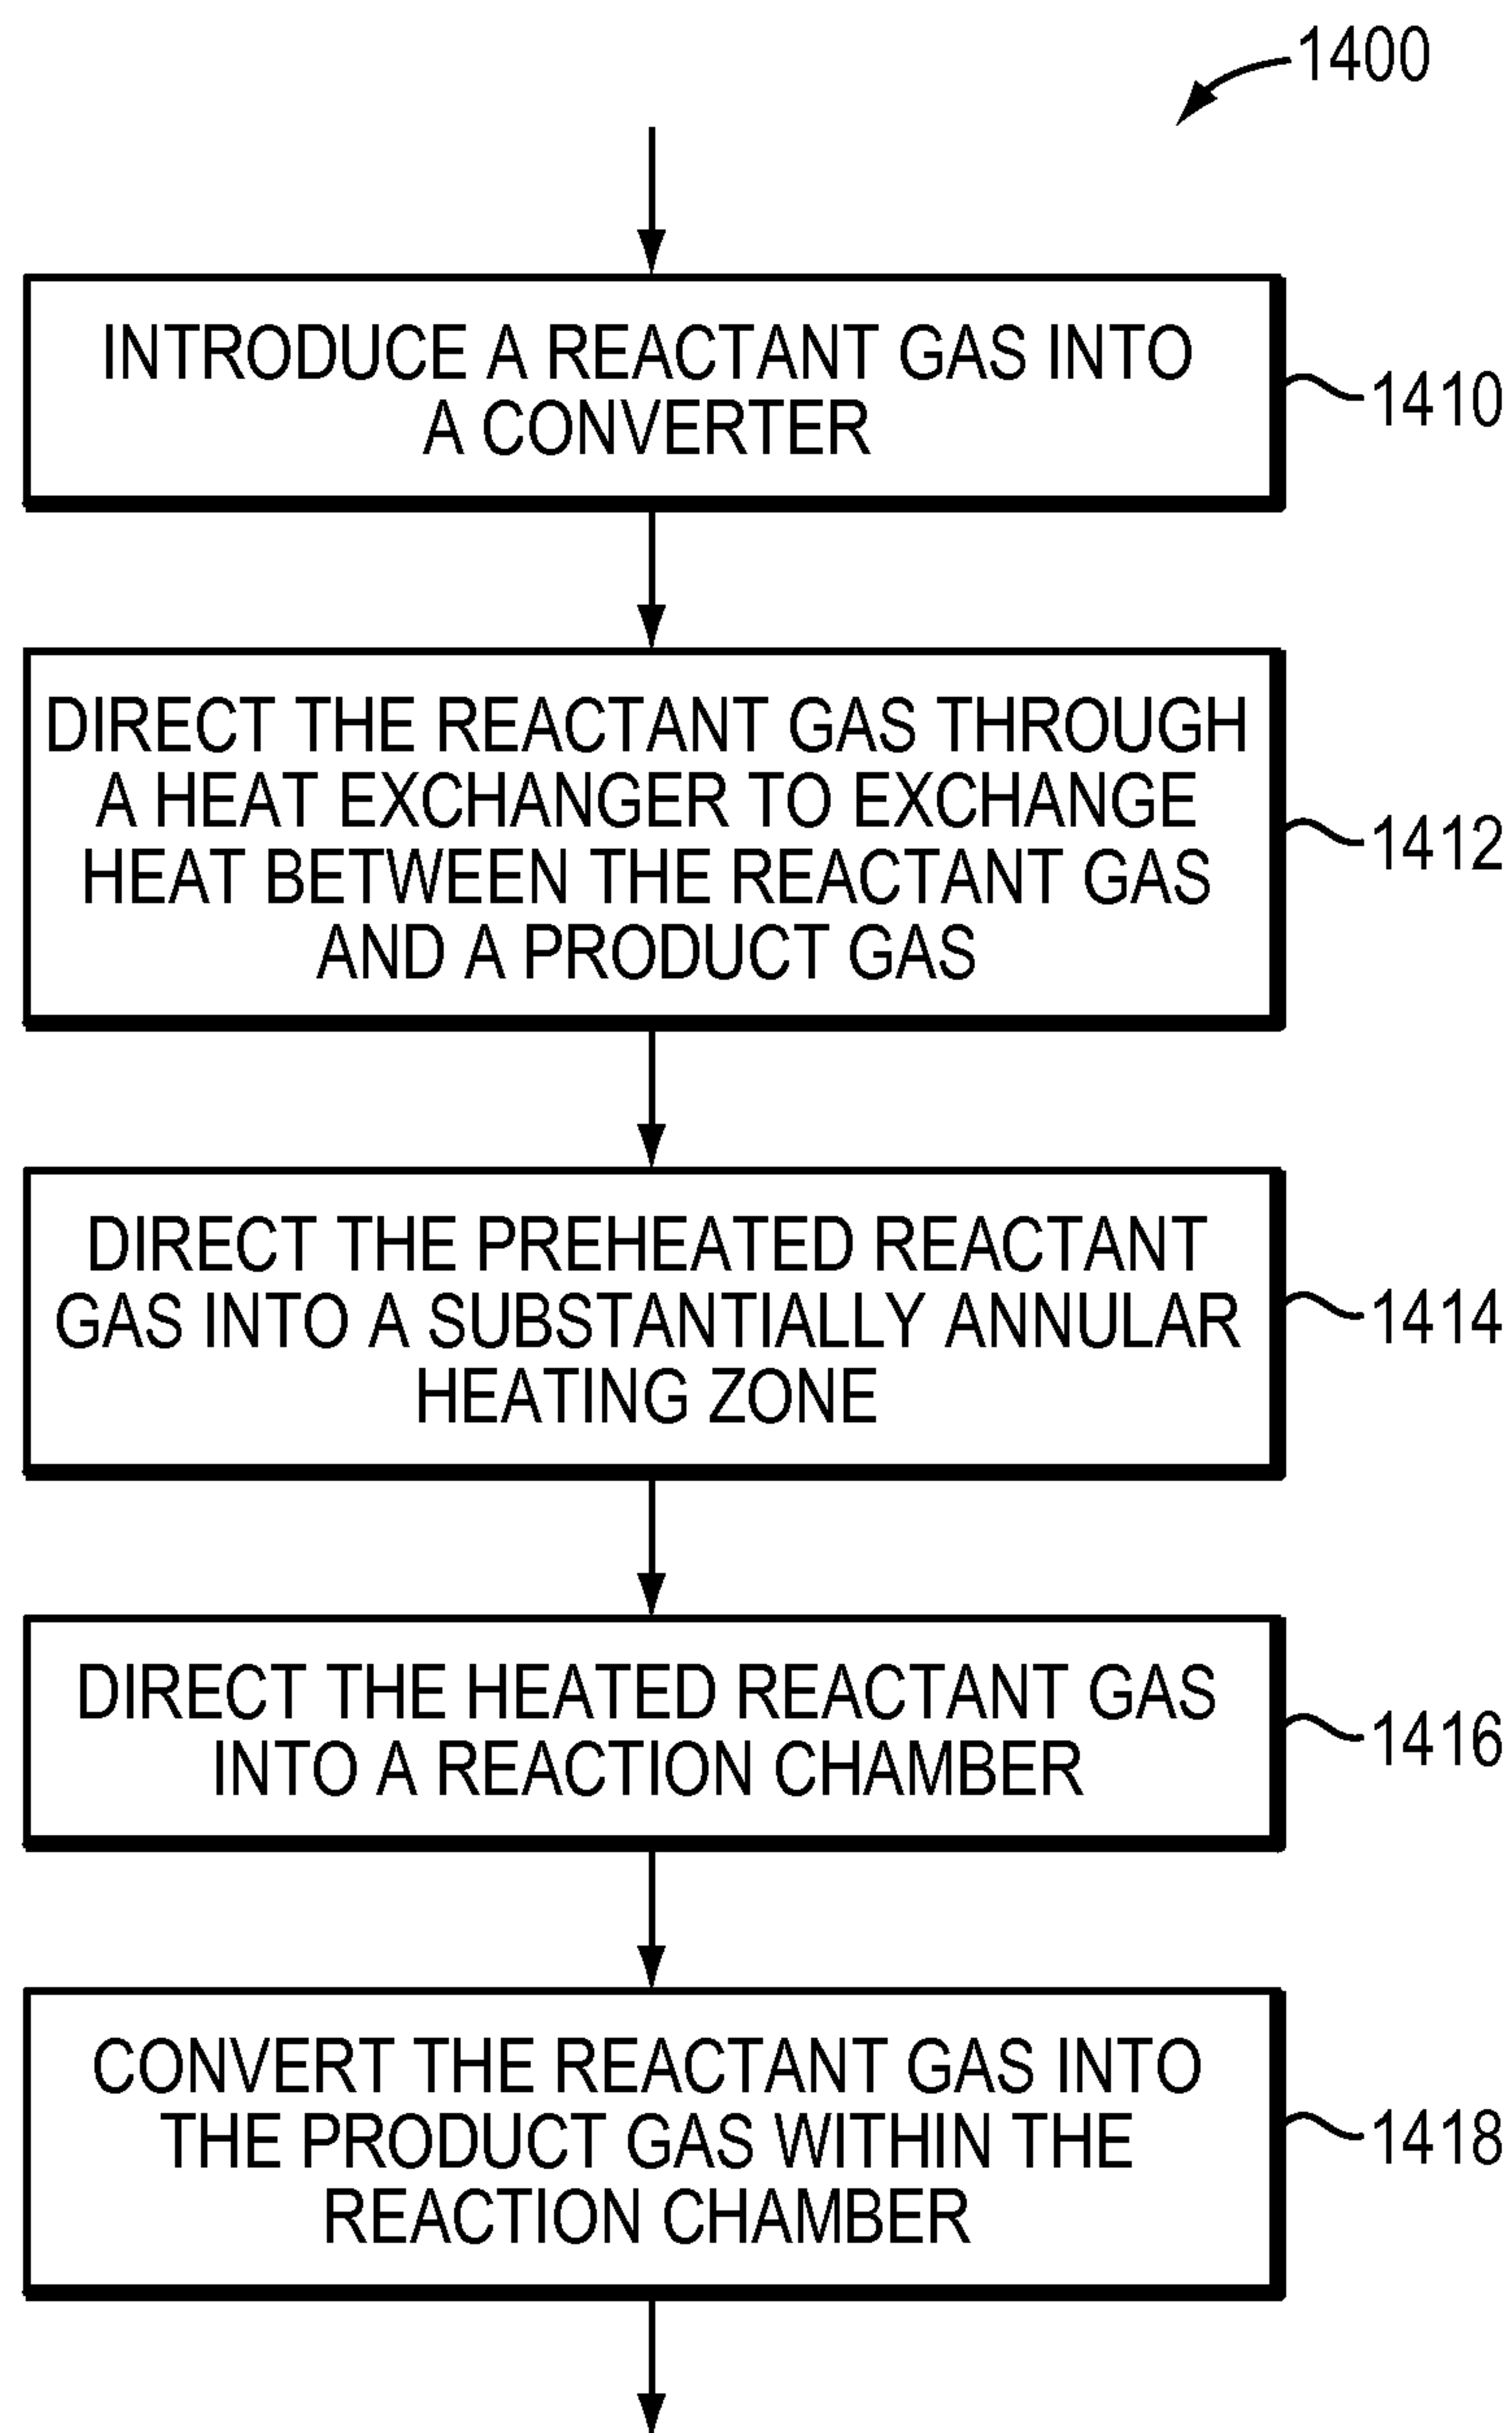 1400
INTRODUCE A REACTANT GAS INTO
A CONVERTER
1410
DIRECT THE REACTANT GAS THROUGH
A HEAT EXCHANGER TO EXCHANGE
HEAT BETWEEN THE REACTANT GAS
AND A PRODUCT GAS
1412
DIRECT THE PREHEATED REACTANT
GAS INTO A SUBSTANTIALLY ANNULAR
HEATING ZONE
1414
DIRECT THE HEATED REACTANT GAS
INTO A REACTION CHAMBER
1416
CONVERT THE REACTANT GAS INTO
THE PRODUCT GAS WITHIN THE
REACTION CHAMBER
1418